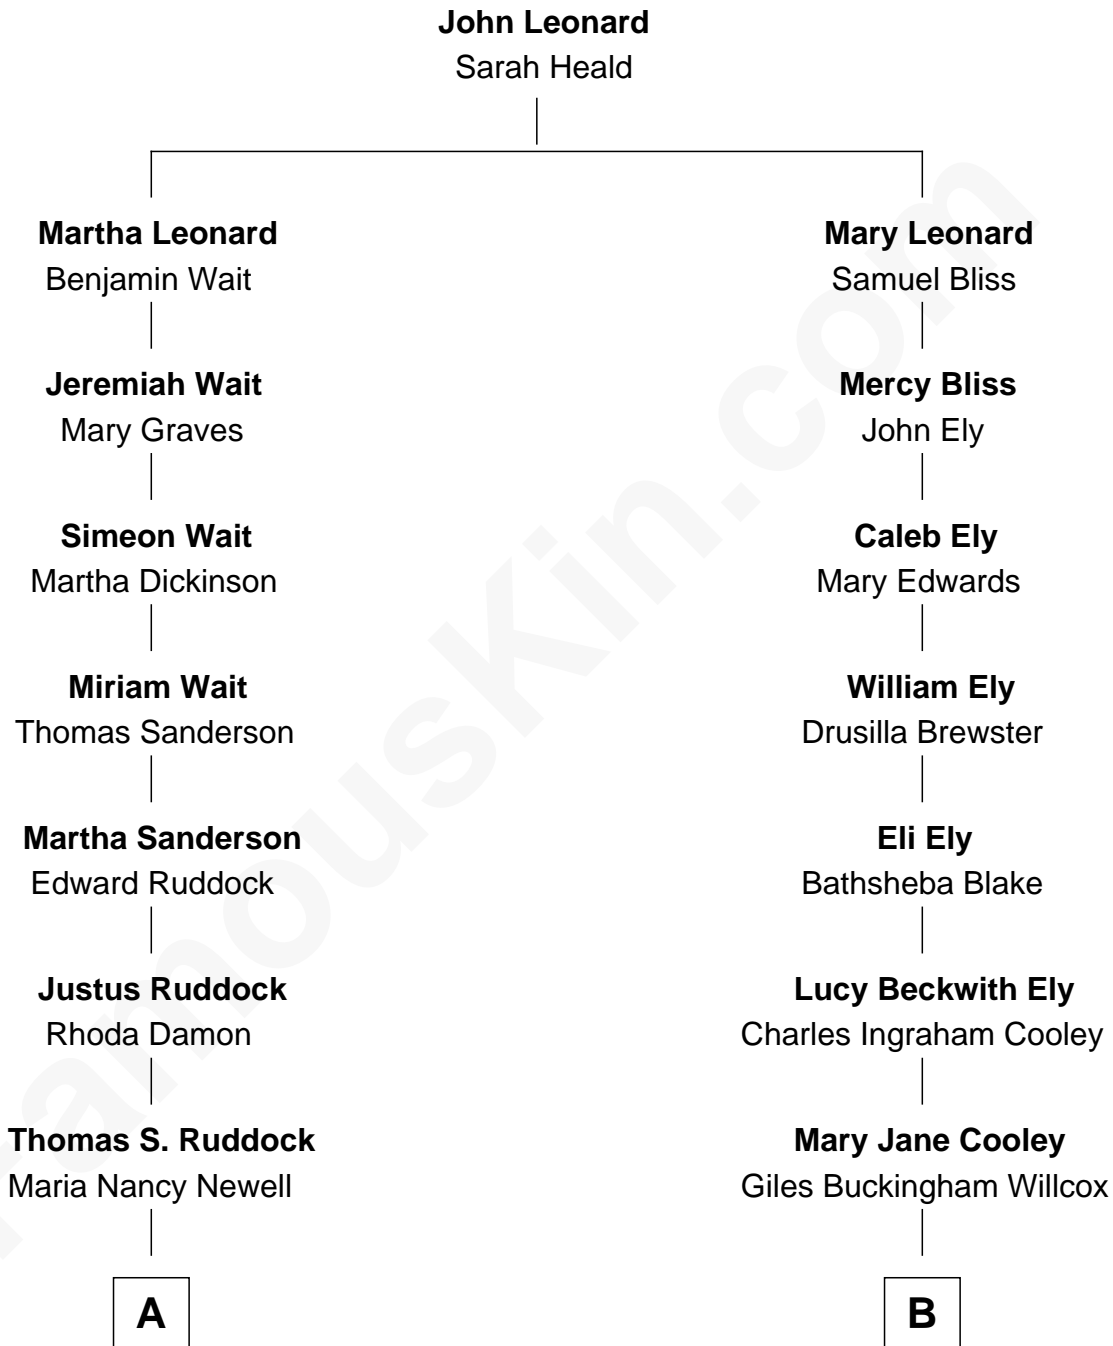 John Leonard
Sarah Heald
Martha Leonard
Benjamin Wait
Mary Leonard
Samuel Bliss
Jeremiah Wait
Mary Graves
Mercy Bliss
John Ely
Simeon Wait
Martha Dickinson
Caleb Ely
Mary Edwards
Miriam Wait
Thomas Sanderson
William Ely
Drusilla Brewster
Martha Sanderson
Edward Ruddock
Eli Ely
Bathsheba Blake
Justus Ruddock
Rhoda Damon
Lucy Beckwith Ely
Charles Ingraham Cooley
Thomas S. Ruddock
Maria Nancy Newell
Mary Jane Cooley
Giles Buckingham Willcox
A
B
FamousKin.com